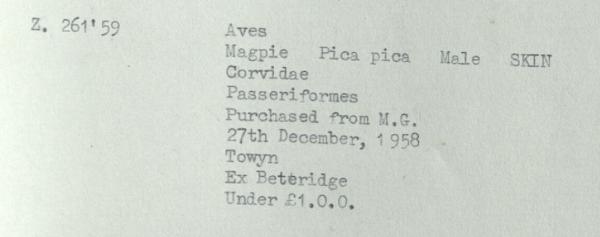 Z. 261'59 Aves
Magpie Pica pica Male SKIN
Corvidae
Passeriformes
Purchased from M.G.
27th December, 1958
Towyn
Ex Beteridge
Under £1.0.0.